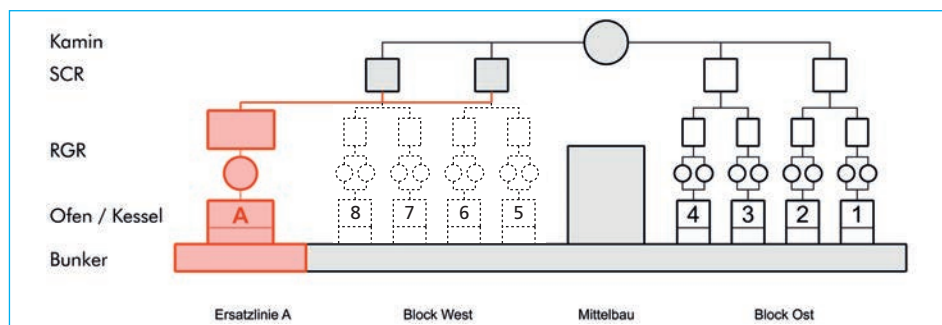 Kamin
SCR
RGR
Ofen / Kessel A 8 7 6 5 4 3 2 1
Bunker
Ersatzlinie A Block West Mittelbau Block Ost